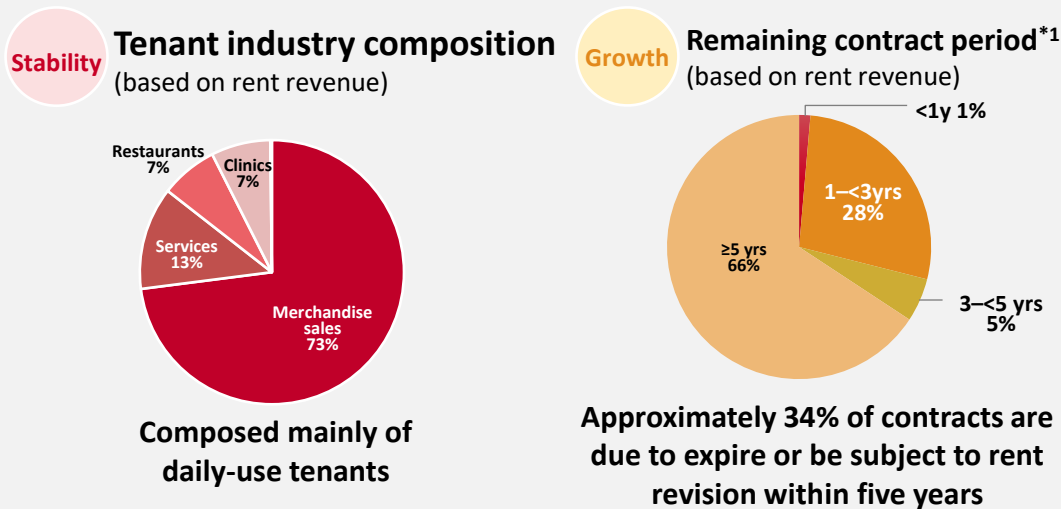 Stability
Tenant industry composition
(based on rent revenue)
Restaurants
7%
Clinics
7%
Services
13%
Merchandise
sales
73%
Composed mainly of
daily-use tenants
Growth
Remaining contract period*1
(based on rent revenue)
<1y 1%
1–<3yrs
28%
≥5 yrs
66%
3–<5 yrs
5%
Approximately 34% of contracts are
due to expire or be subject to rent
revision within five years